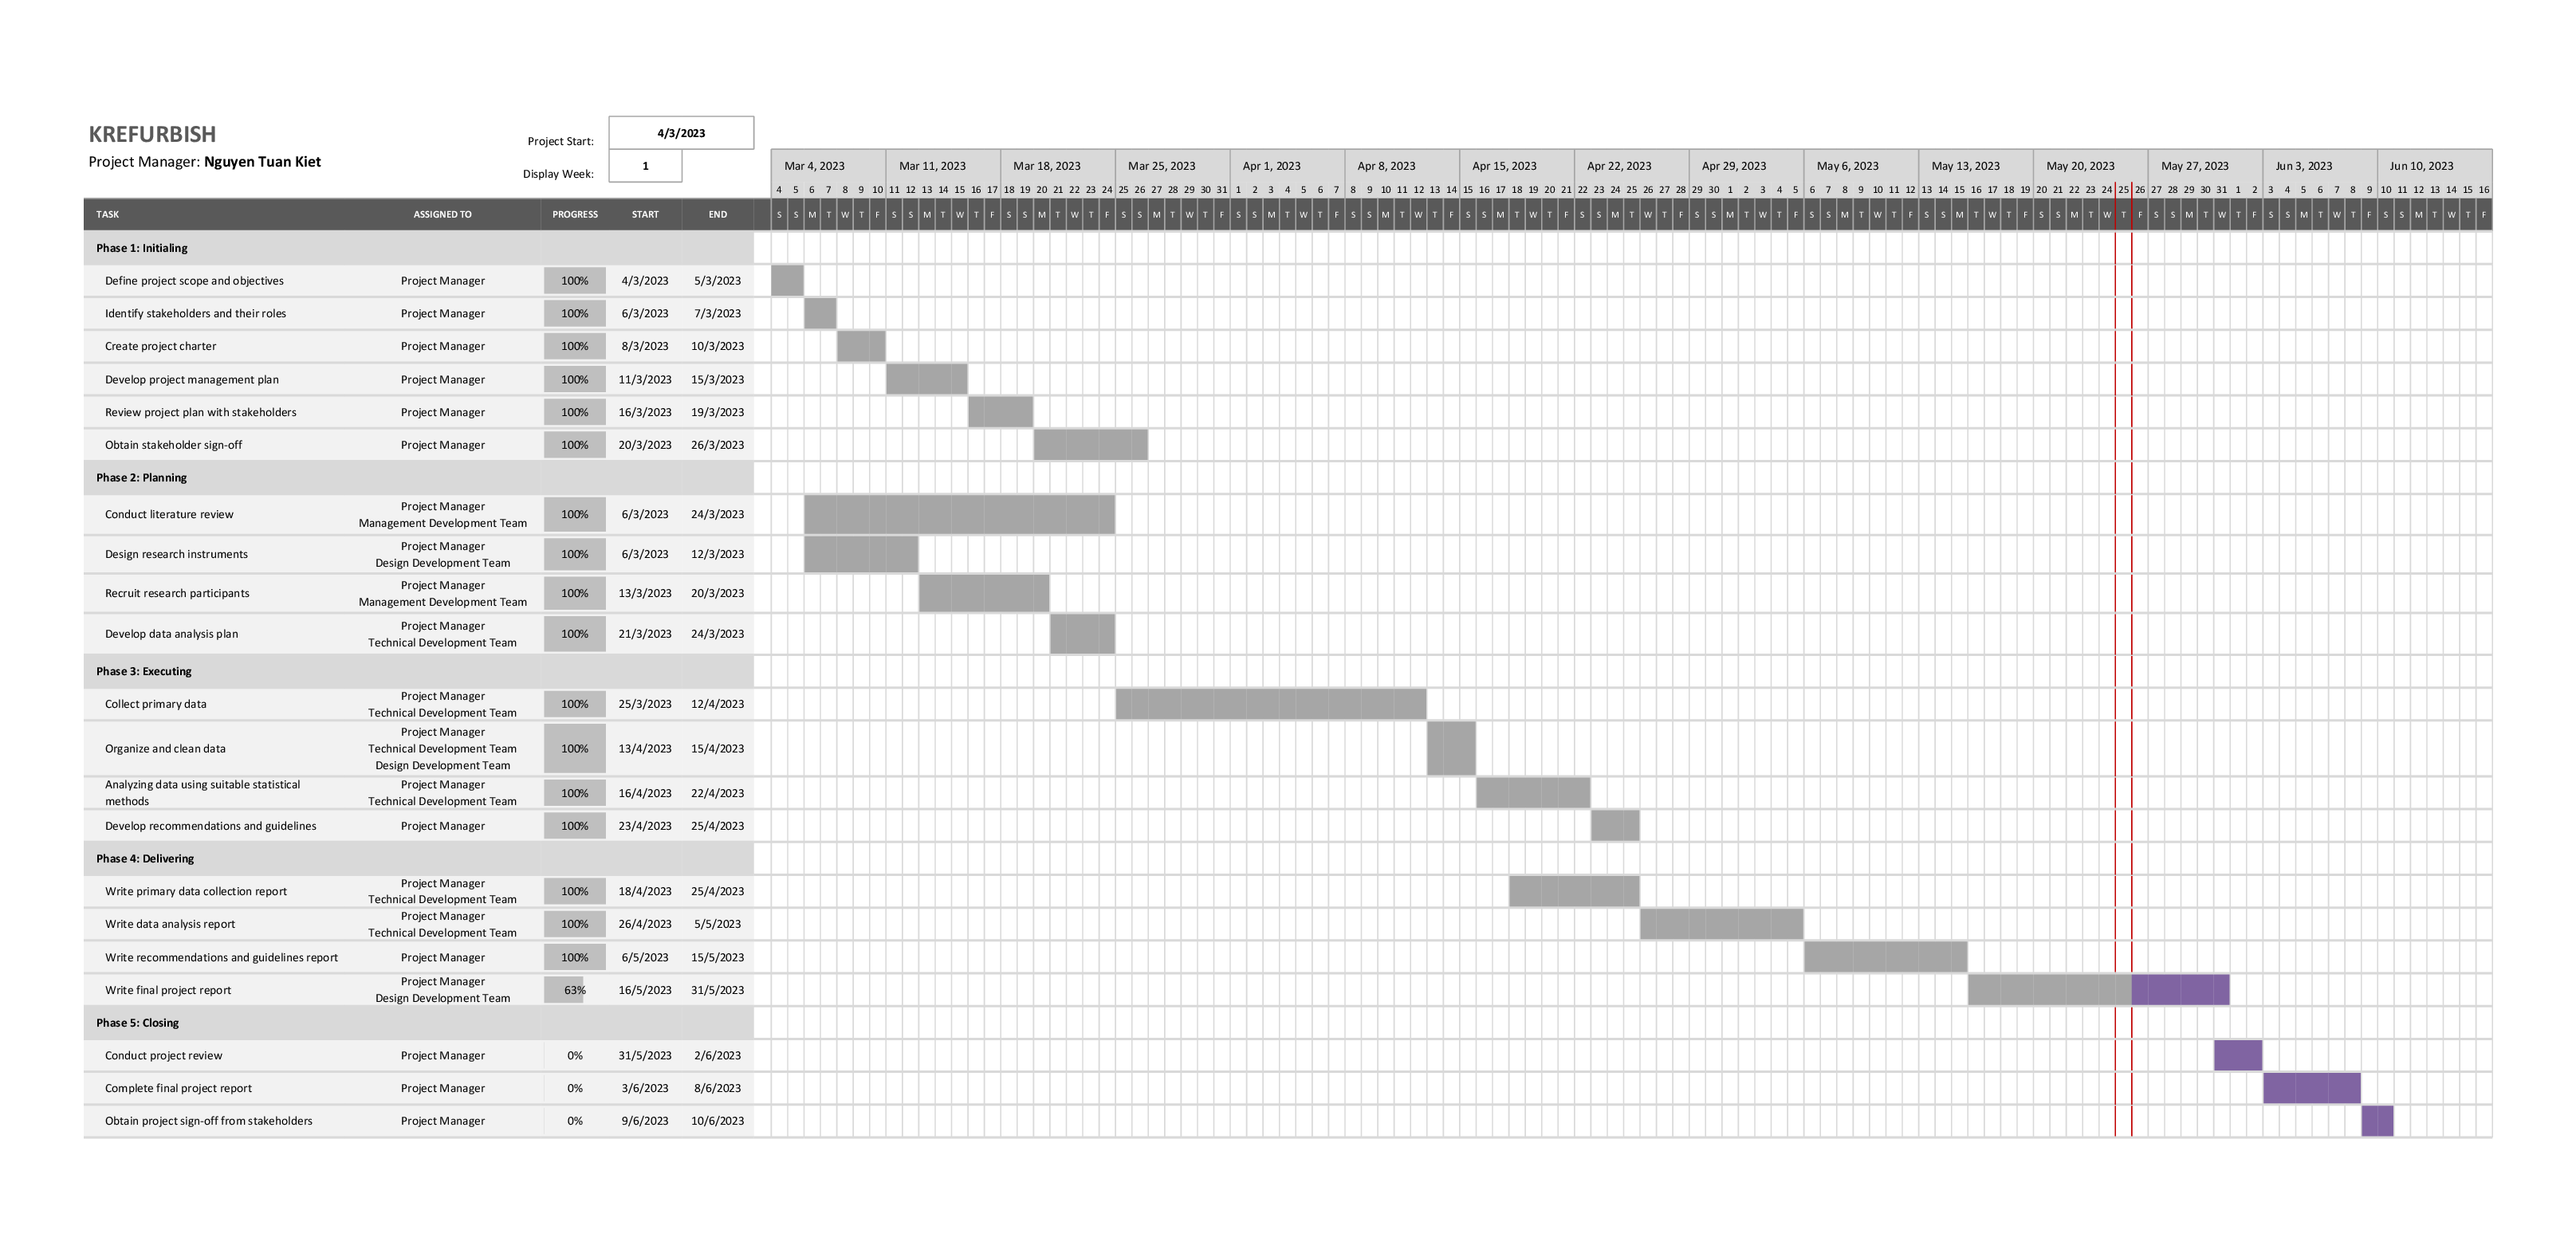 KREFURBISH
Project Manager: Nguyen Tuan Kiet
Project Start: 4/3/2023
Display Week: 1
Mar 4, 2023 Mar 11, 2023 Mar 18, 2023 Mar 25, 2023 Apr 1, 2023 Apr 8, 2023 Apr 15, 2023 Apr 22, 2023 Apr 29, 2023 May 6, 2023 May 13, 2023 May 20, 2023 May 27, 2023 Jun 3, 2023 Jun 10, 2023
4 5 6 7 8 9 10 11 12 13 14 15 16 17 18 19 20 21 22 23 24 25 26 27 28 29 30 31 1 2 3 4 5 6 7 8 9 10 11 12 13 14 15 16 17 18 19 20 21 22 23 24 25 26 27 28 29 30 1 2 3 4 5 6 7 8 9 10 11 12 13 14 15 16 17 18 19 20 21 22 23 24 25 26 27 28 29 30 31 1 2 3 4 5 6 7 8 9 10 11 12 13 14 15 16
TASK ASSIGNED TO PROGRESS START END S S M T W T F S S M T W T F S S M T W T F S S M T W T F S S M T W T F S S M T W T F S S M T W T F S S M T W T F S S M T W T F S S M T W T F S S M T W T F S S M T W T F S S M T W T F S S M T W T F S S M T W T F
Phase 1: Initialing
Define project scope and objectives Project Manager 100% 4/3/2023 5/3/2023
Identify stakeholders and their roles Project Manager 100% 6/3/2023 7/3/2023
Create project charter Project Manager 100% 8/3/2023 10/3/2023
Develop project management plan Project Manager 100% 11/3/2023 15/3/2023
Review project plan with stakeholders Project Manager 100% 16/3/2023 19/3/2023
Obtain stakeholder sign-off Project Manager 100% 20/3/2023 26/3/2023
Phase 2: Planning
Conduct literature review Project Manager
Management Development Team 100% 6/3/2023 24/3/2023
Design research instruments Project Manager
Design Development Team 100% 6/3/2023 12/3/2023
Recruit research participants Project Manager
Management Development Team 100% 13/3/2023 20/3/2023
Develop data analysis plan Project Manager
Technical Development Team 100% 21/3/2023 24/3/2023
Phase 3: Executing
Collect primary data Project Manager
Technical Development Team 100% 25/3/2023 12/4/2023
Organize and clean data Project Manager
Technical Development Team
Design Development Team 100% 13/4/2023 15/4/2023
Analyzing data using suitable statistical
methods Project Manager
Technical Development Team 100% 16/4/2023 22/4/2023
Develop recommendations and guidelines Project Manager 100% 23/4/2023 25/4/2023
Phase 4: Delivering
Write primary data collection report Project Manager
Technical Development Team 100% 18/4/2023 25/4/2023
Write data analysis report Project Manager
Technical Development Team 100% 26/4/2023 5/5/2023
Write recommendations and guidelines report Project Manager 100% 6/5/2023 15/5/2023
Write final project report Project Manager
Design Development Team 63% 16/5/2023 31/5/2023
Phase 5: Closing
Conduct project review Project Manager 0% 31/5/2023 2/6/2023
Complete final project report Project Manager 0% 3/6/2023 8/6/2023
Obtain project sign-off from stakeholders Project Manager 0% 9/6/2023 10/6/2023